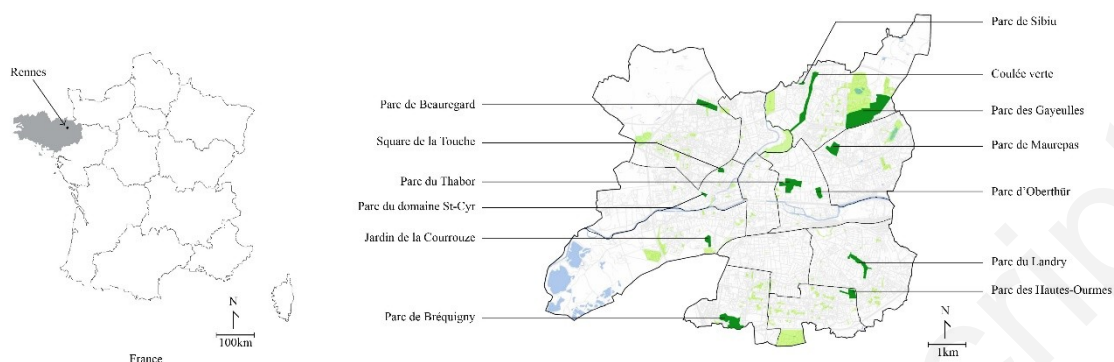 Rennes
N
100km
France
Parc de Beauregard
Square de la Touche
Parc du Thabor
Parc du domaine St-Cyr
Jardin de la Courrouze
Parc de Bréquigny
Parc de Sibiu
Coulée verte
Parc des Gayeulles
Parc de Maurepas
Parc d'Oberthür
Parc du Landry
Parc des Hautes-Ourmes
N
1km